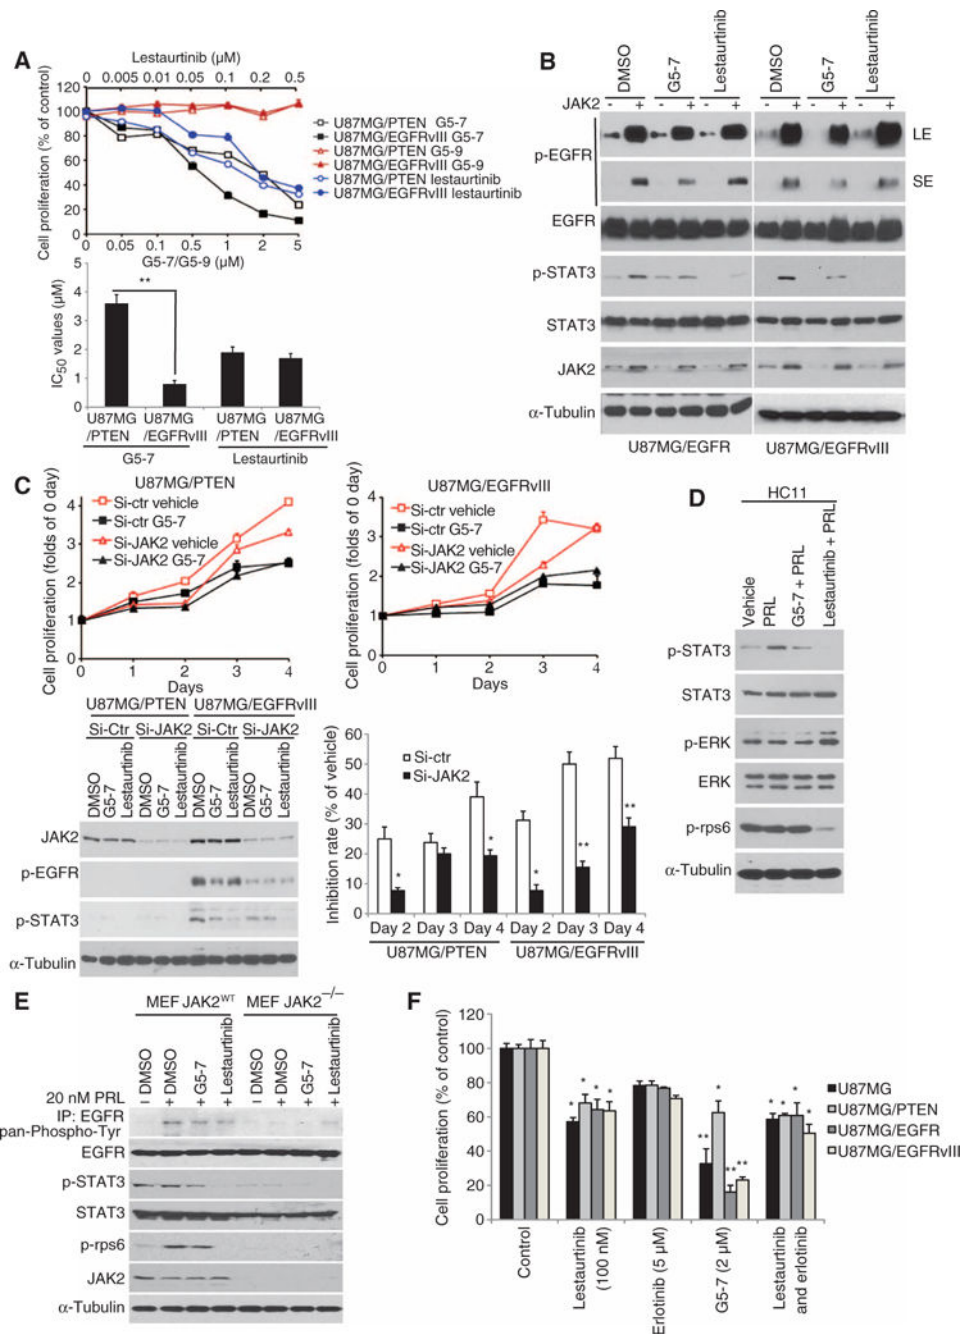 A
Lestaurtinib (μM)
0 0.005 0.01 0.05 0.1 0.2 0.5
Cell proliferation (% of control)
120
100
80
60
40
20
0
0 0.05 0.1 0.5 1 2 5
G5-7/G5-9 (μM)
U87MG/PTEN G5-7
U87MG/EGFRvIII G5-7
U87MG/PTEN G5-9
U87MG/EGFRvIII G5-9
U87MG/PTEN lestaurtinib
U87MG/EGFRvIII lestaurtinib
IC50 values (μM)
5
4
3
2
1
0
**
U87MG U87MG U87MG U87MG
/PTEN /EGFRvIII /PTEN /EGFRvIII
G5-7 Lestaurtinib
B
DMSO G5-7 Lestaurtinib DMSO G5-7 Lestaurtinib
JAK2 - + - + - + - + - + - +
p-EGFR
LE
SE
EGFR
p-STAT3
STAT3
JAK2
α-Tubulin
U87MG/EGFR U87MG/EGFRvIII
C
U87MG/PTEN
Cell proliferation (folds of 0 day)
4
3
2
1
0
Si-ctr vehicle
Si-ctr G5-7
Si-JAK2 vehicle
Si-JAK2 G5-7
0 1 2 3 4
Days
U87MG/EGFRvIII
Cell proliferation (folds of 0 day)
4
3
2
1
0
Si-ctr vehicle
Si-ctr G5-7
Si-JAK2 vehicle
Si-JAK2 G5-7
0 1 2 3 4
Days
U87MG/PTEN U87MG/EGFRvIII
Si-Ctr Si-JAK2 Si-Ctr Si-JAK2
DMSO G5-7 Lestaurtinib DMSO G5-7 Lestaurtinib DMSO G5-7 Lestaurtinib DMSO G5-7 Lestaurtinib
JAK2
p-EGFR
p-STAT3
α-Tubulin
Inhibition rate (% of vehicle)
60
50
40
30
20
10
0
Si-ctr
Si-JAK2
* * * ** **
Day 2 Day 3 Day 4 Day 2 Day 3 Day 4
U87MG/PTEN U87MG/EGFRvIII
D
HC11
Vehicle PRL G5-7 + PRL Lestaurtinib + PRL
p-STAT3
STAT3
p-ERK
ERK
p-rps6
α-Tubulin
E
MEF JAK2WT MEF JAK2−/−
DMSO DMSO G5-7 Lestaurtinib DMSO DMSO G5-7 Lestaurtinib
20 nM PRL − + + + − + + +
IP: EGFR
pan-Phospho-Tyr
EGFR
p-STAT3
STAT3
p-rps6
JAK2
α-Tubulin
F
Cell proliferation (% of control)
120
100
80
60
40
20
0
* * * *
** * ** **
* * * *
U87MG
U87MG/PTEN
U87MG/EGFR
U87MG/EGFRvIII
Control
Lestaurtinib
(100 nM)
Erlotinib (5 μM)
G5-7 (2 μM)
Lestaurtinib
and erlotinib